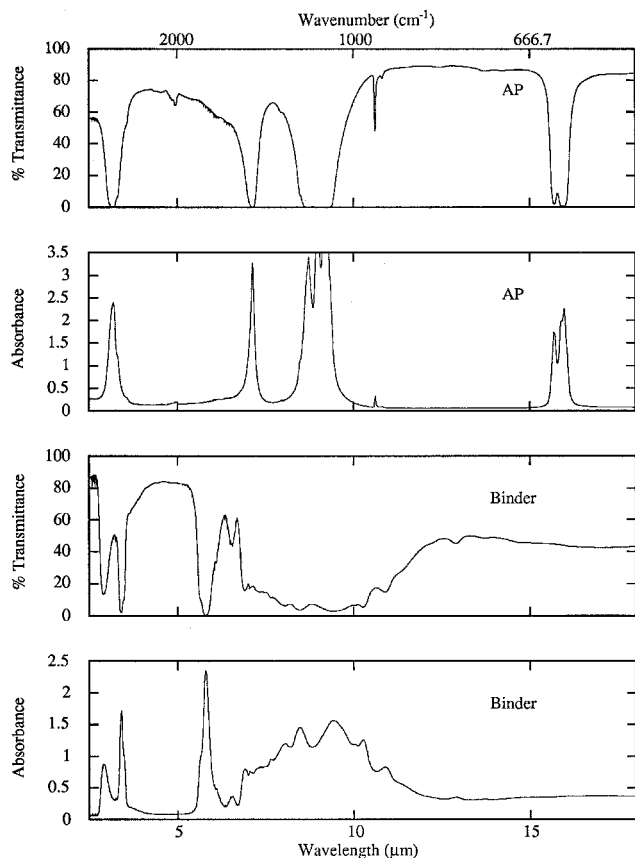 Wavenumber (cm-1)
2000 1000 666.7
100
80
60
40
20
0
% Transmittance
AP
3.5
3
2.5
2
1.5
1
0.5
0
Absorbance
AP
100
80
60
40
20
0
% Transmittance
Binder
2.5
2
1.5
1
0.5
0
Absorbance
Binder
5 10 15
Wavelength (μm)